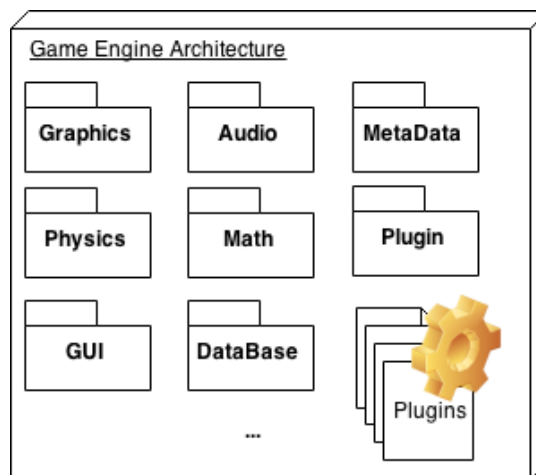 Game Engine Architecture
Graphics
Audio
MetaData
Physics
Math
Plugin
GUI
DataBase
Plugins
...